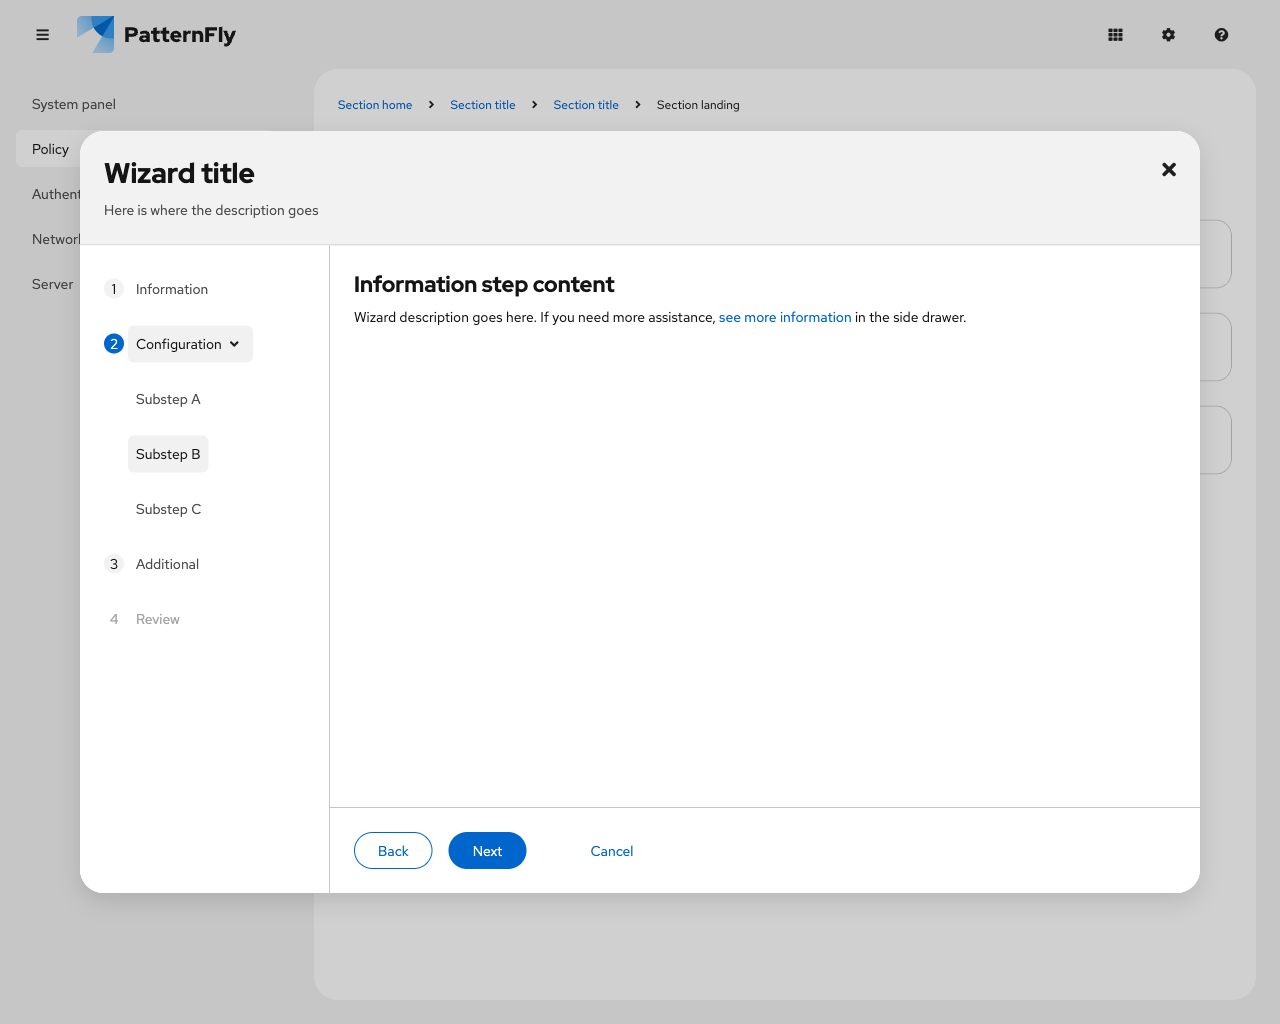 PatternFly
System panel
Section home Section title Section title Section landing
Policy
Wizard title
Here is where the description goes
Server
1 Information
2 Configuration
Substep A
Substep B
Substep C
3 Additional
4 Review
Information step content
Wizard description goes here. If you need more assistance, see more information in the side drawer.
Back Next Cancel